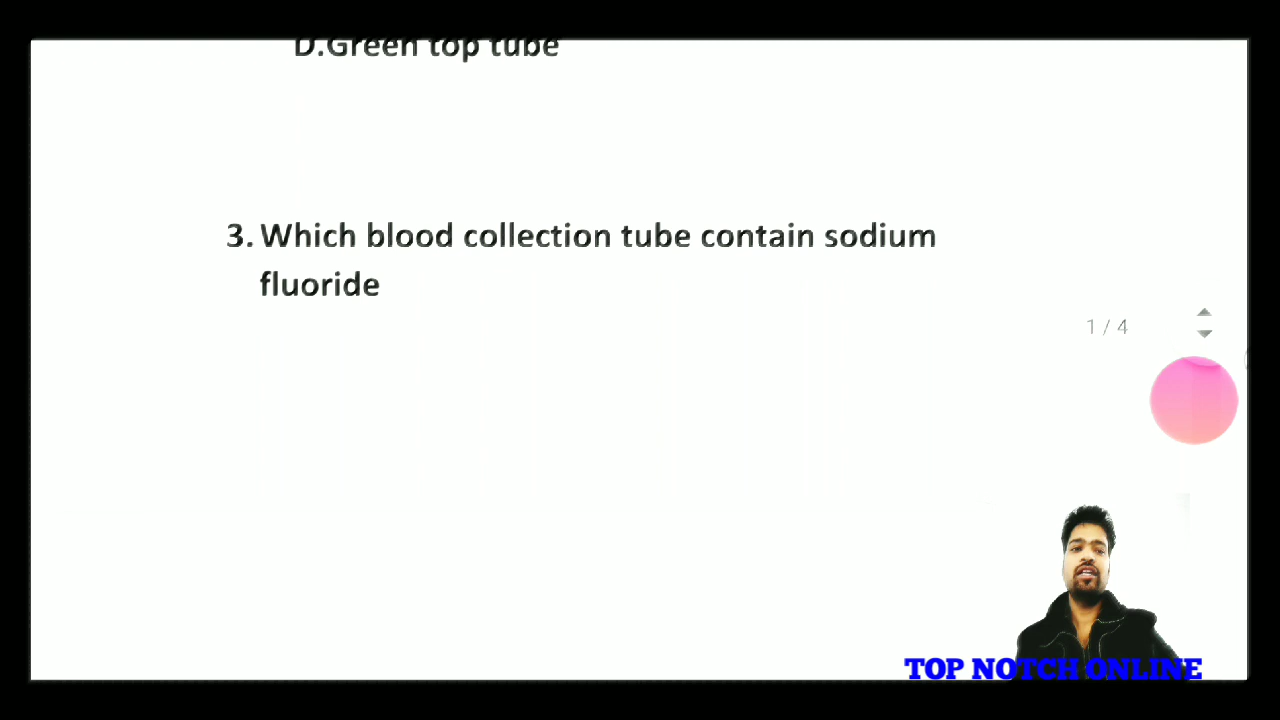 D.Green top tube
3. Which blood collection tube contain sodium
fluoride
1 / 4
TOP NOTCH ONLINE